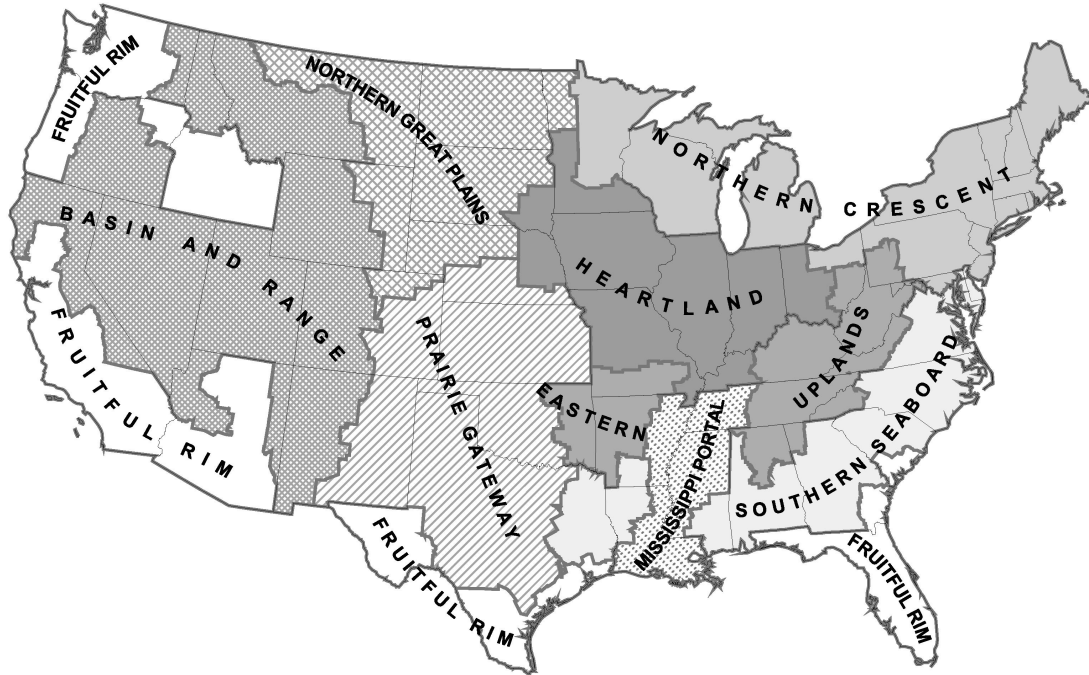 FRUITFUL RIM
NORTHERN GREAT PLAINS
NORTHERN
CRESCENT
BASIN AND RANGE
HEARTLAND
FRUITFUL RIM
PRAIRIE GATEWAY
EASTERN
UPLANDS
MISSISSIPPI PORTAL
SOUTHERN SEABOARD
FRUITFUL RIM
FRUITFUL RIM